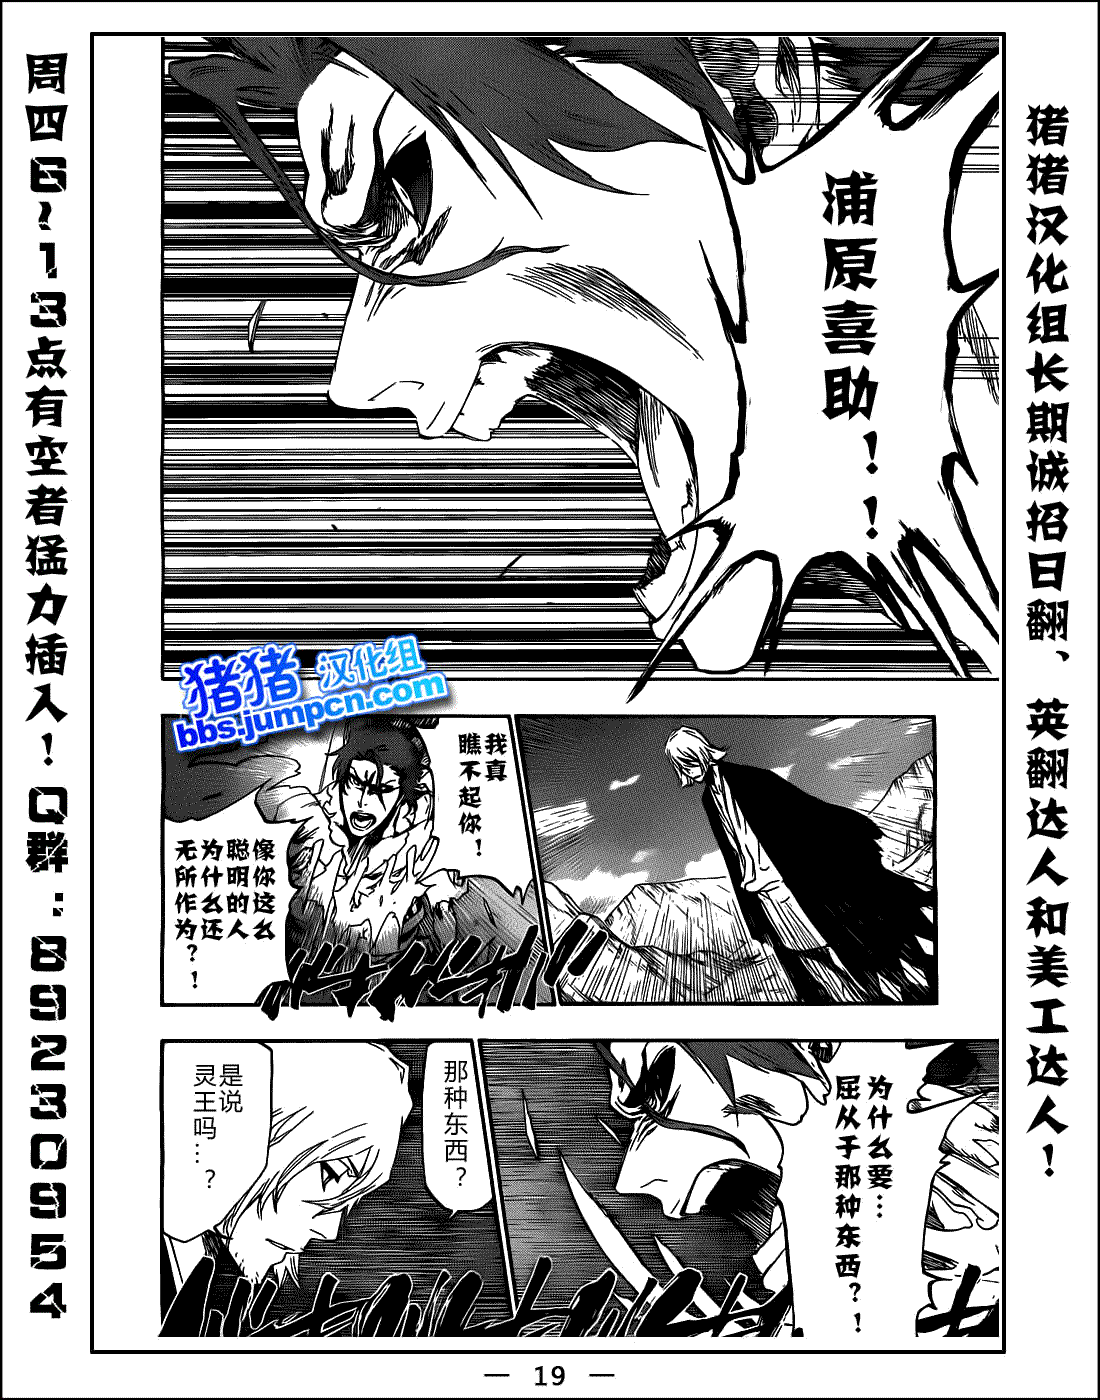 猪猪汉化组长期诚招日翻、英翻达人和美工达人!
浦原喜助!!
猪猪 汉化组
bbs.jumpcn.com
我真
瞧不起你!
像你这么
聪明的人
为什么还
无所作为?!
为什么要…
屈从于那种东西?!
那种东西?
是说
灵王吗…?
周四6~13点有空者猛力插入!Q群:89230954
— 19 —